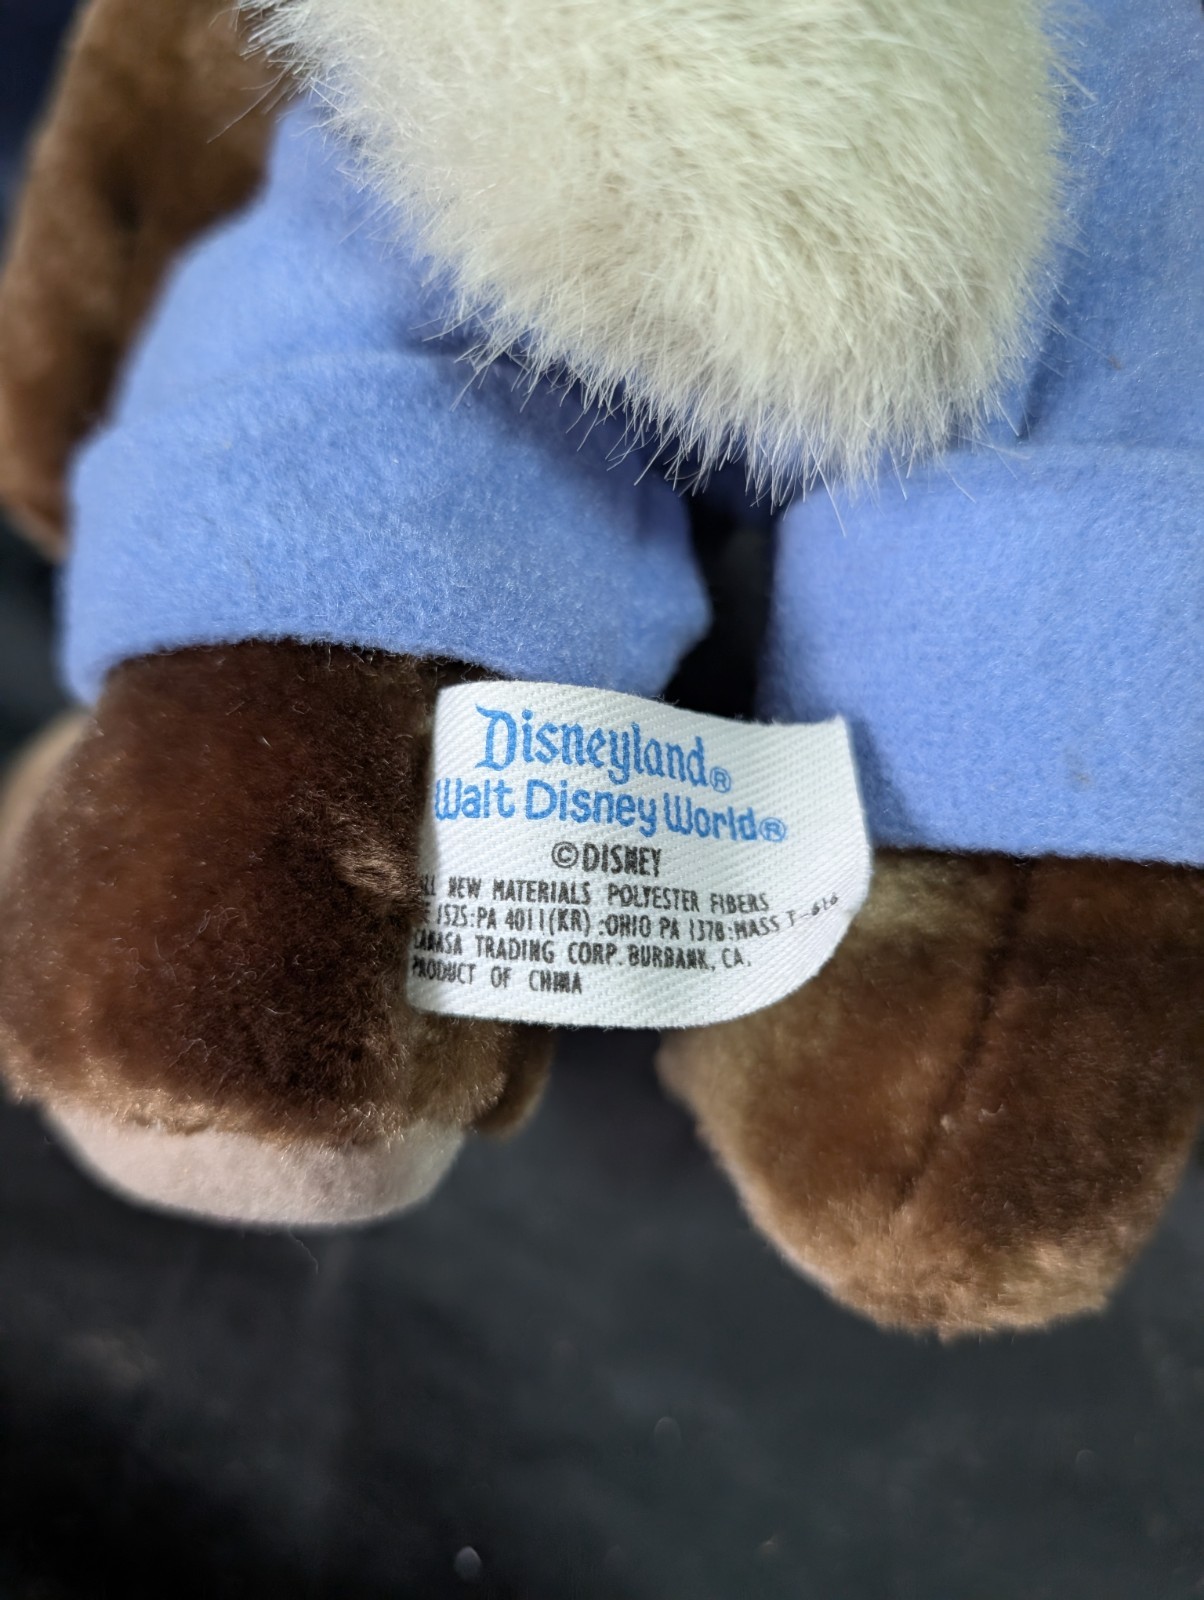 Disneyland®
Walt Disney World®
©DISNEY
NEW MATERIALS POLYESTER FIBERS
1525:PA 4011(KR) :OHIO PA 1378:MASS T-616
TRADING CORP. BURBANK, CA.
PRODUCT OF CHINA